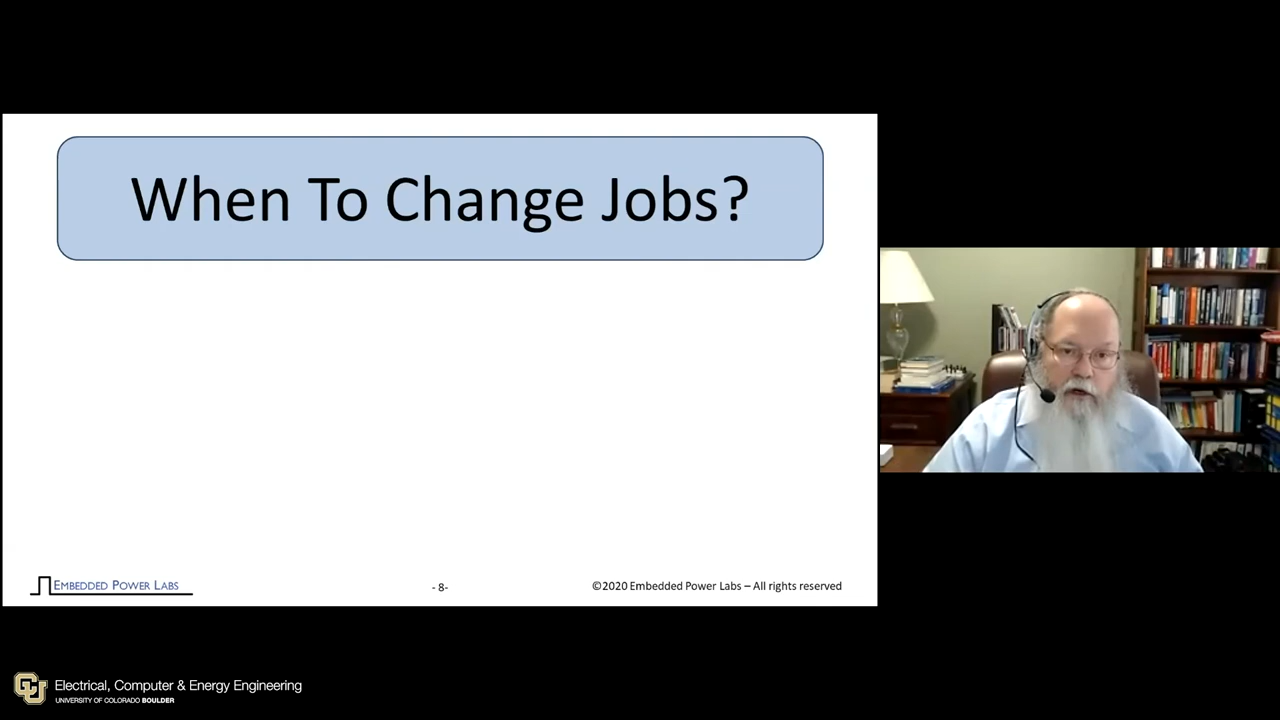 When To Change Jobs?
EMBEDDED POWER LABS
- 8-
©2020 Embedded Power Labs – All rights reserved
CU
Electrical, Computer & Energy Engineering
UNIVERSITY OF COLORADO BOULDER